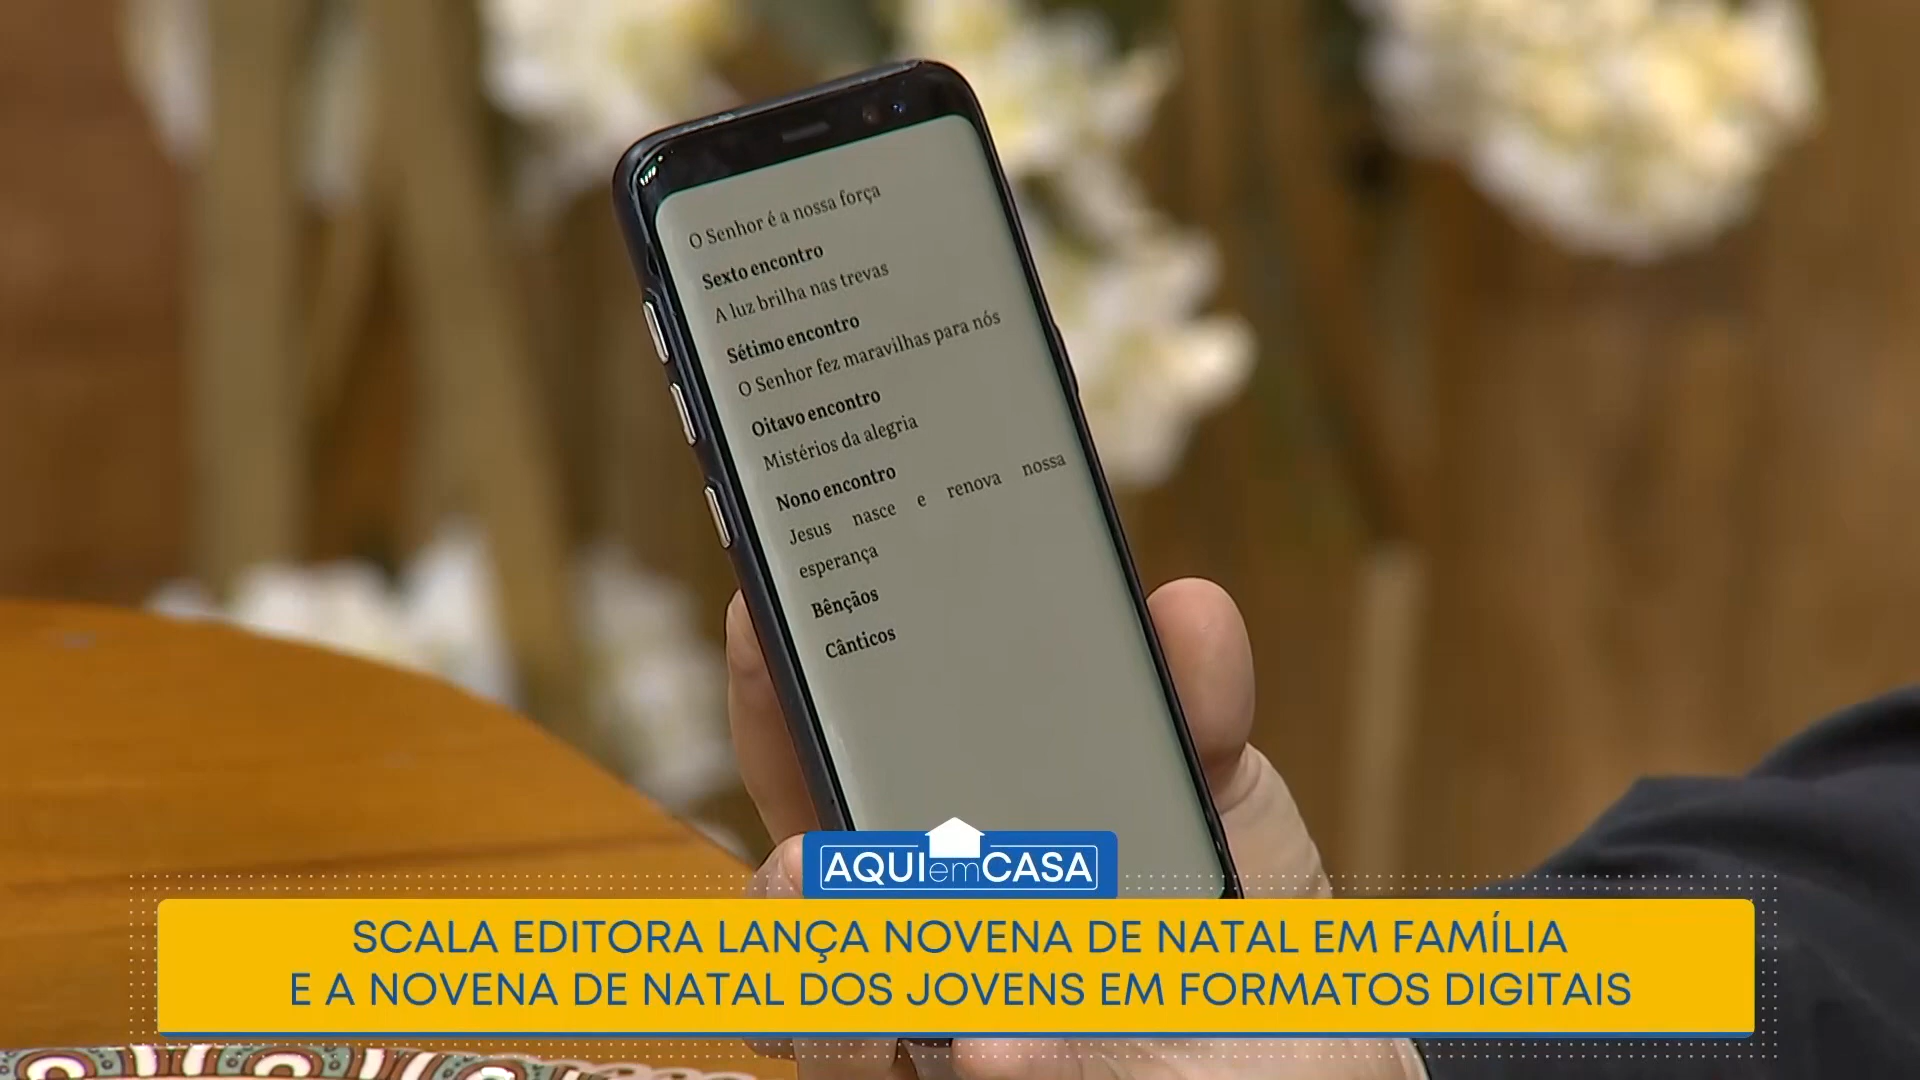 O Senhor é a nossa força
Sexto encontro
A luz brilha nas trevas
Sétimo encontro
O Senhor fez maravilhas para nós
Oitavo encontro
Mistérios da alegria
Nono encontro
Jesus nasce e renova nossa
esperança
Bênçãos
Cânticos
AQUIemCASA
SCALA EDITORA LANÇA NOVENA DE NATAL EM FAMÍLIA
E A NOVENA DE NATAL DOS JOVENS EM FORMATOS DIGITAIS